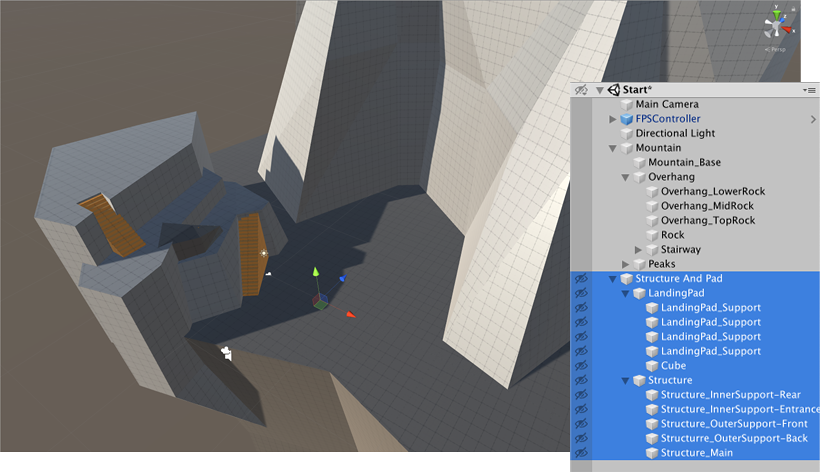 y
x
z
< Persp
Start*
Main Camera
FPSController
Directional Light
Mountain
Mountain_Base
Overhang
Overhang_LowerRock
Overhang_MidRock
Overhang_TopRock
Rock
Stairway
Peaks
Structure And Pad
LandingPad
LandingPad_Support
LandingPad_Support
LandingPad_Support
LandingPad_Support
Cube
Structure
Structure_InnerSupport-Rear
Structure_InnerSupport-Entrance
Structure_OuterSupport-Front
Structurre_OuterSupport-Back
Structure_Main